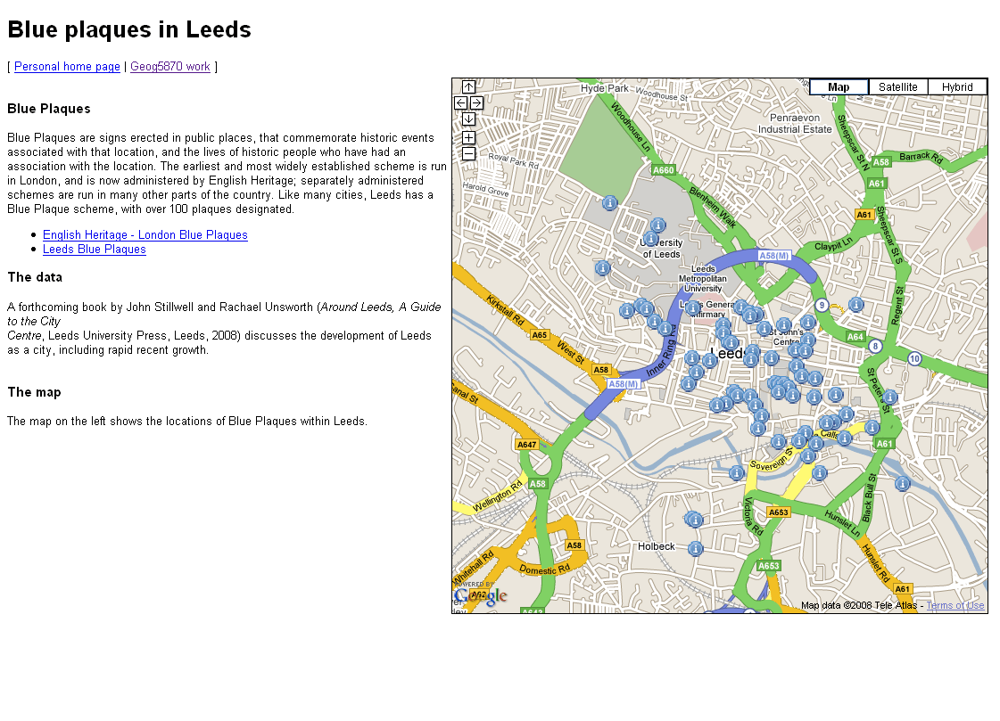 Blue plaques in Leeds
[ Personal home page | Geog5870 work ]
Blue Plaques
Blue Plaques are signs erected in public places, that commemorate historic events
associated with that location, and the lives of historic people who have had an
association with the location. The earliest and most widely established scheme is run
in London, and is now administered by English Heritage; separately administered
schemes are run in many other parts of the country. Like many cities, Leeds has a
Blue Plaque scheme, with over 100 plaques designated.
English Heritage - London Blue Plaques
Leeds Blue Plaques
The data
A forthcoming book by John Stillwell and Rachael Unsworth (Around Leeds, A Guide
to the City
Centre, Leeds University Press, Leeds, 2008) discusses the development of Leeds
as a city, including rapid recent growth.
The map
The map on the left shows the locations of Blue Plaques within Leeds.
Map
Satellite
Hybrid
Hyde Park
Woodhouse St
Woodhouse Ln
Penraevon
Industrial Estate
Sheepscar St N
Barrack Rd
A58
A61
Royal Park Rd
Harold Grove
A660
Blenheim Walk
A61
Sheepscar St S
Claypit Ln
University
of Leeds
A58(M)
Leeds
Metropolitan
University
Regent St
Kirkstall Rd
9
A65
West St
Inner Ring Rd
St John's
Centre
A64
8
10
Leeds
A58
A58(M)
St Peter's St
A647
A61
Sovereign St
A58
Wellington Rd
Black Bull St
Victoria Rd
A653
Hunslet Ln
Holbeck
A58
Domestic Rd
Whitehall Rd
Hunslet Rd
A653
A61
POWERED BY
Google
A62
A643
Map data ©2008 Tele Atlas - Terms of Use